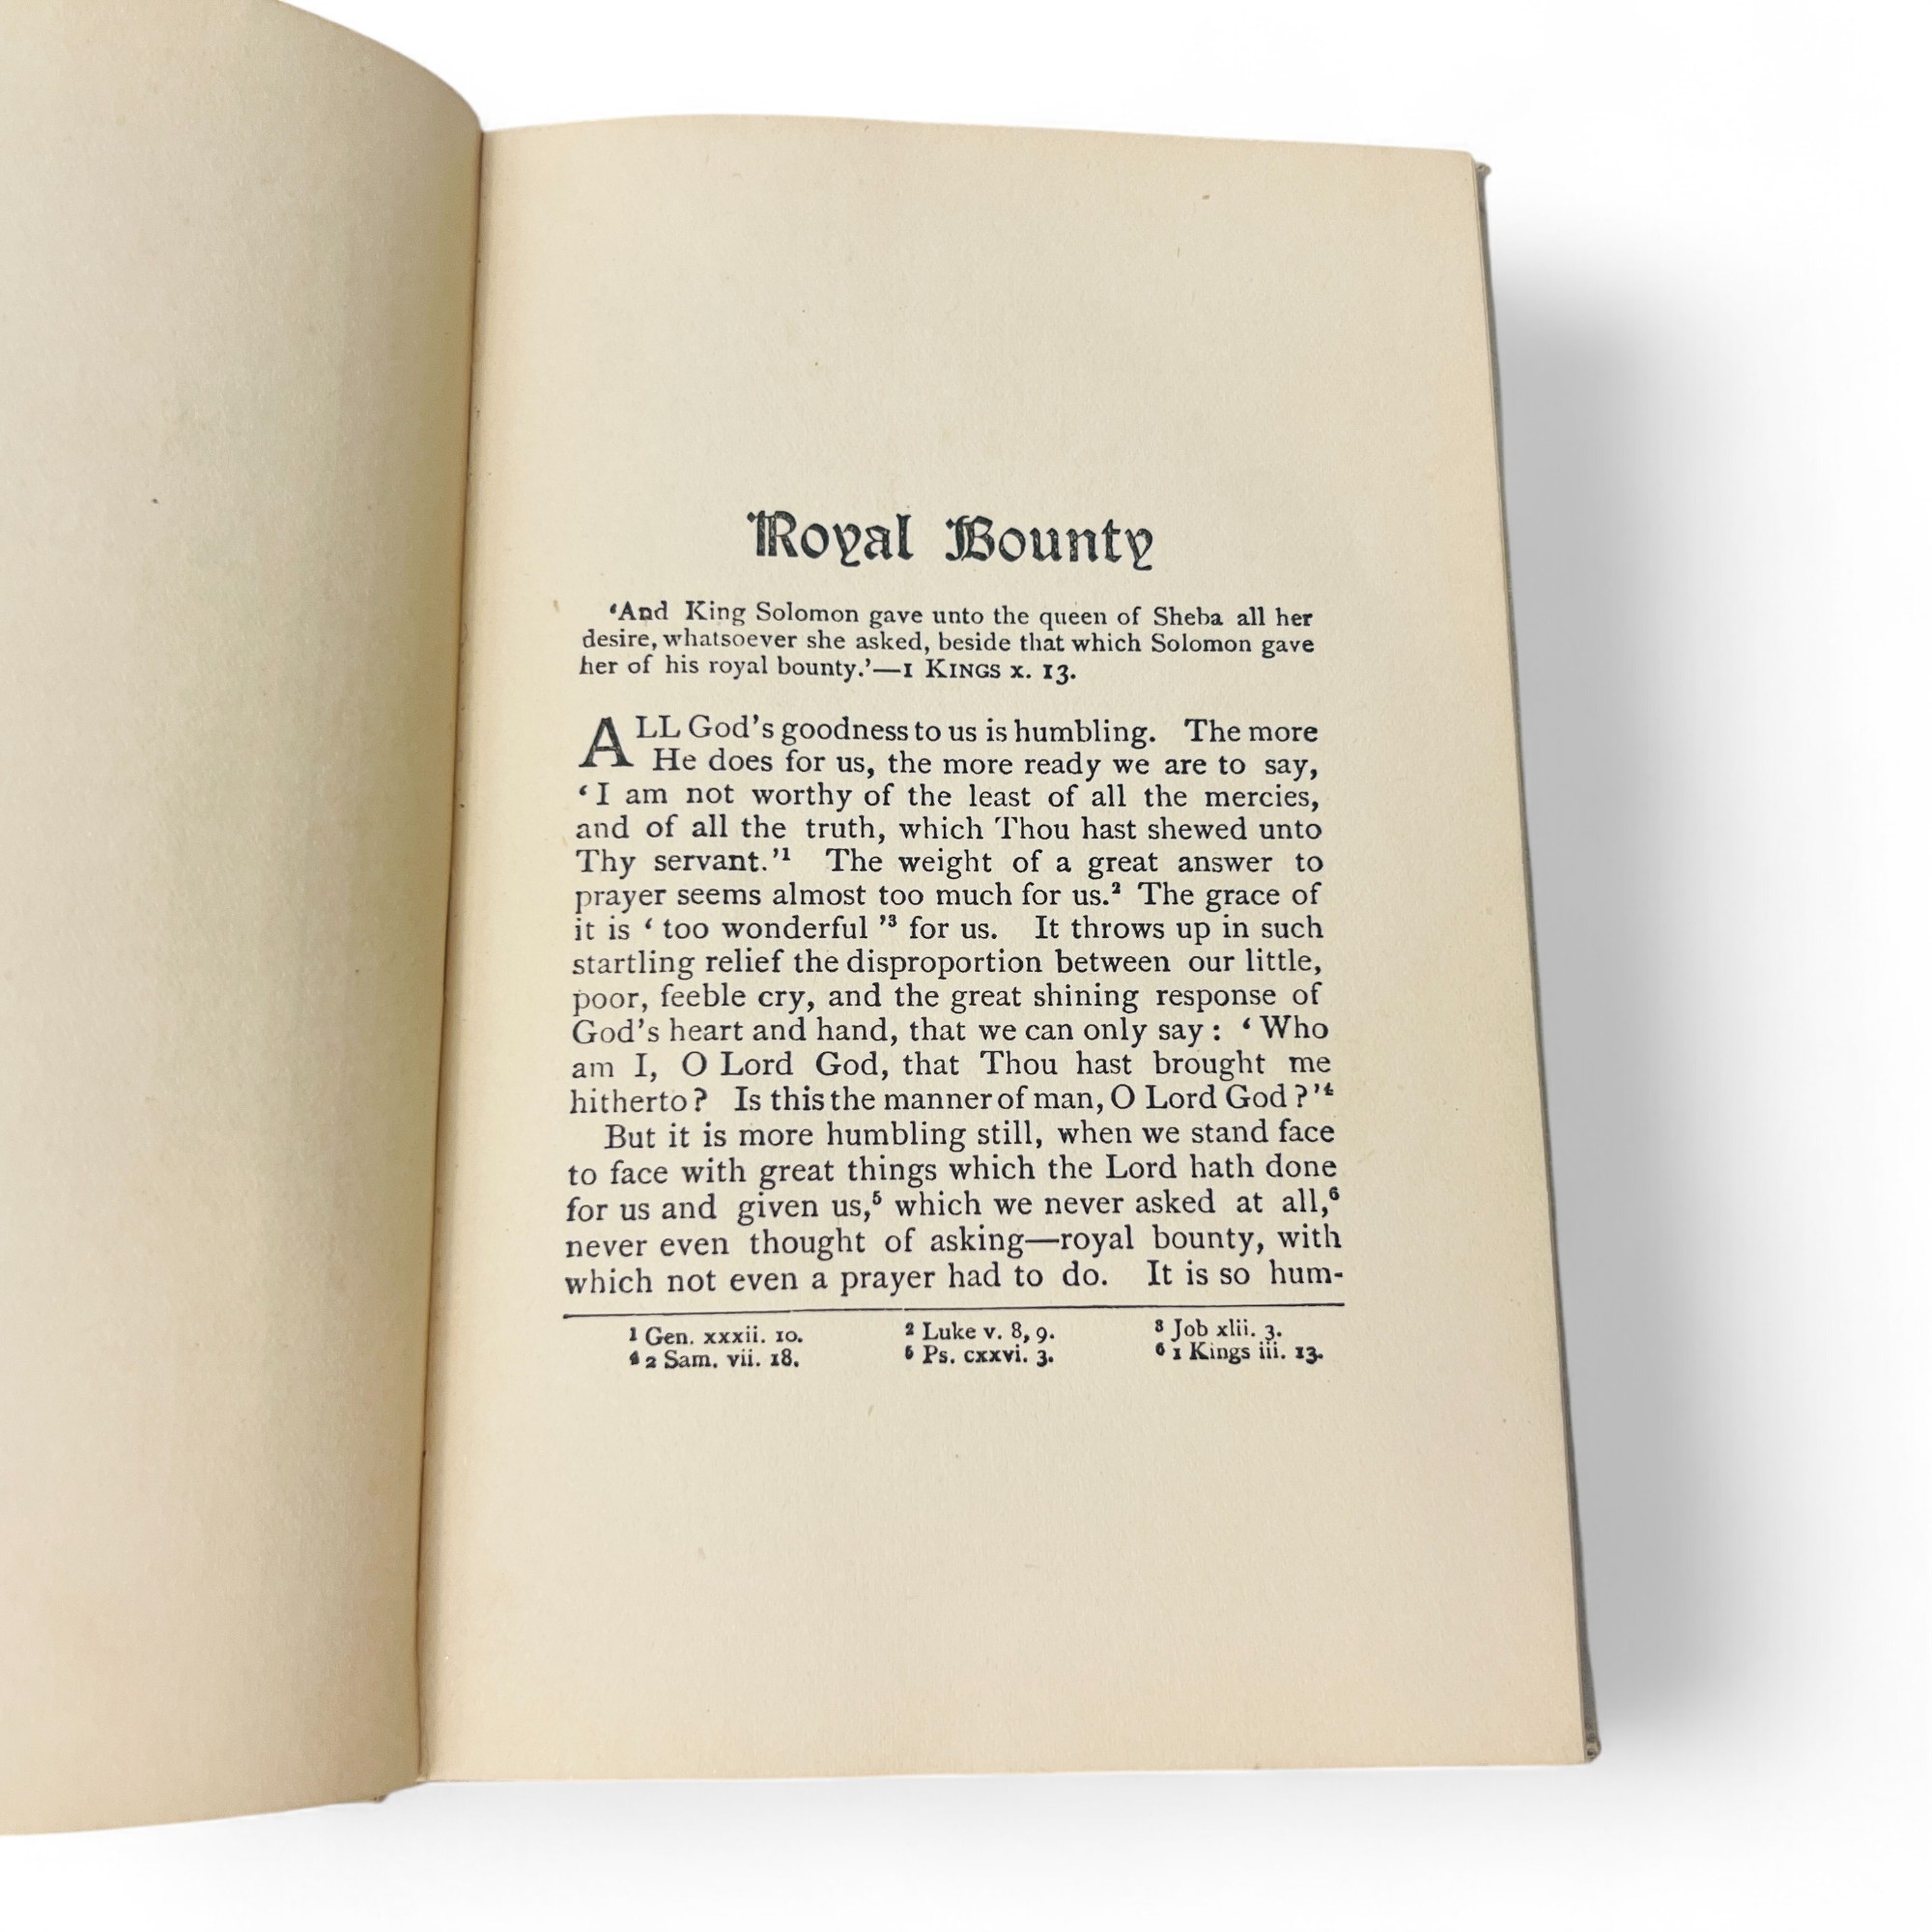 Royal Bounty
‘And King Solomon gave unto the queen of Sheba all her
desire, whatsoever she asked, beside that which Solomon gave
her of his royal bounty.’—1 KINGS x. 13.
ALL God’s goodness to us is humbling. The more
He does for us, the more ready we are to say,
‘I am not worthy of the least of all the mercies,
and of all the truth, which Thou hast shewed unto
Thy servant.’¹ The weight of a great answer to
prayer seems almost too much for us.² The grace of
it is ‘too wonderful’³ for us. It throws up in such
startling relief the disproportion between our little,
poor, feeble cry, and the great shining response of
God’s heart and hand, that we can only say: ‘Who
am I, O Lord God, that Thou hast brought me
hitherto? Is this the manner of man, O Lord God?’⁴
But it is more humbling still, when we stand face
to face with great things which the Lord hath done
for us and given us,⁵ which we never asked at all,⁶
never even thought of asking—royal bounty, with
which not even a prayer had to do. It is so hum-
¹ Gen. xxxii. 10. ² Luke v. 8, 9. ³ Job xlii. 3.
⁴ 2 Sam. vii. 18. ⁵ Ps. cxxvi. 3. ⁶ 1 Kings iii. 13.